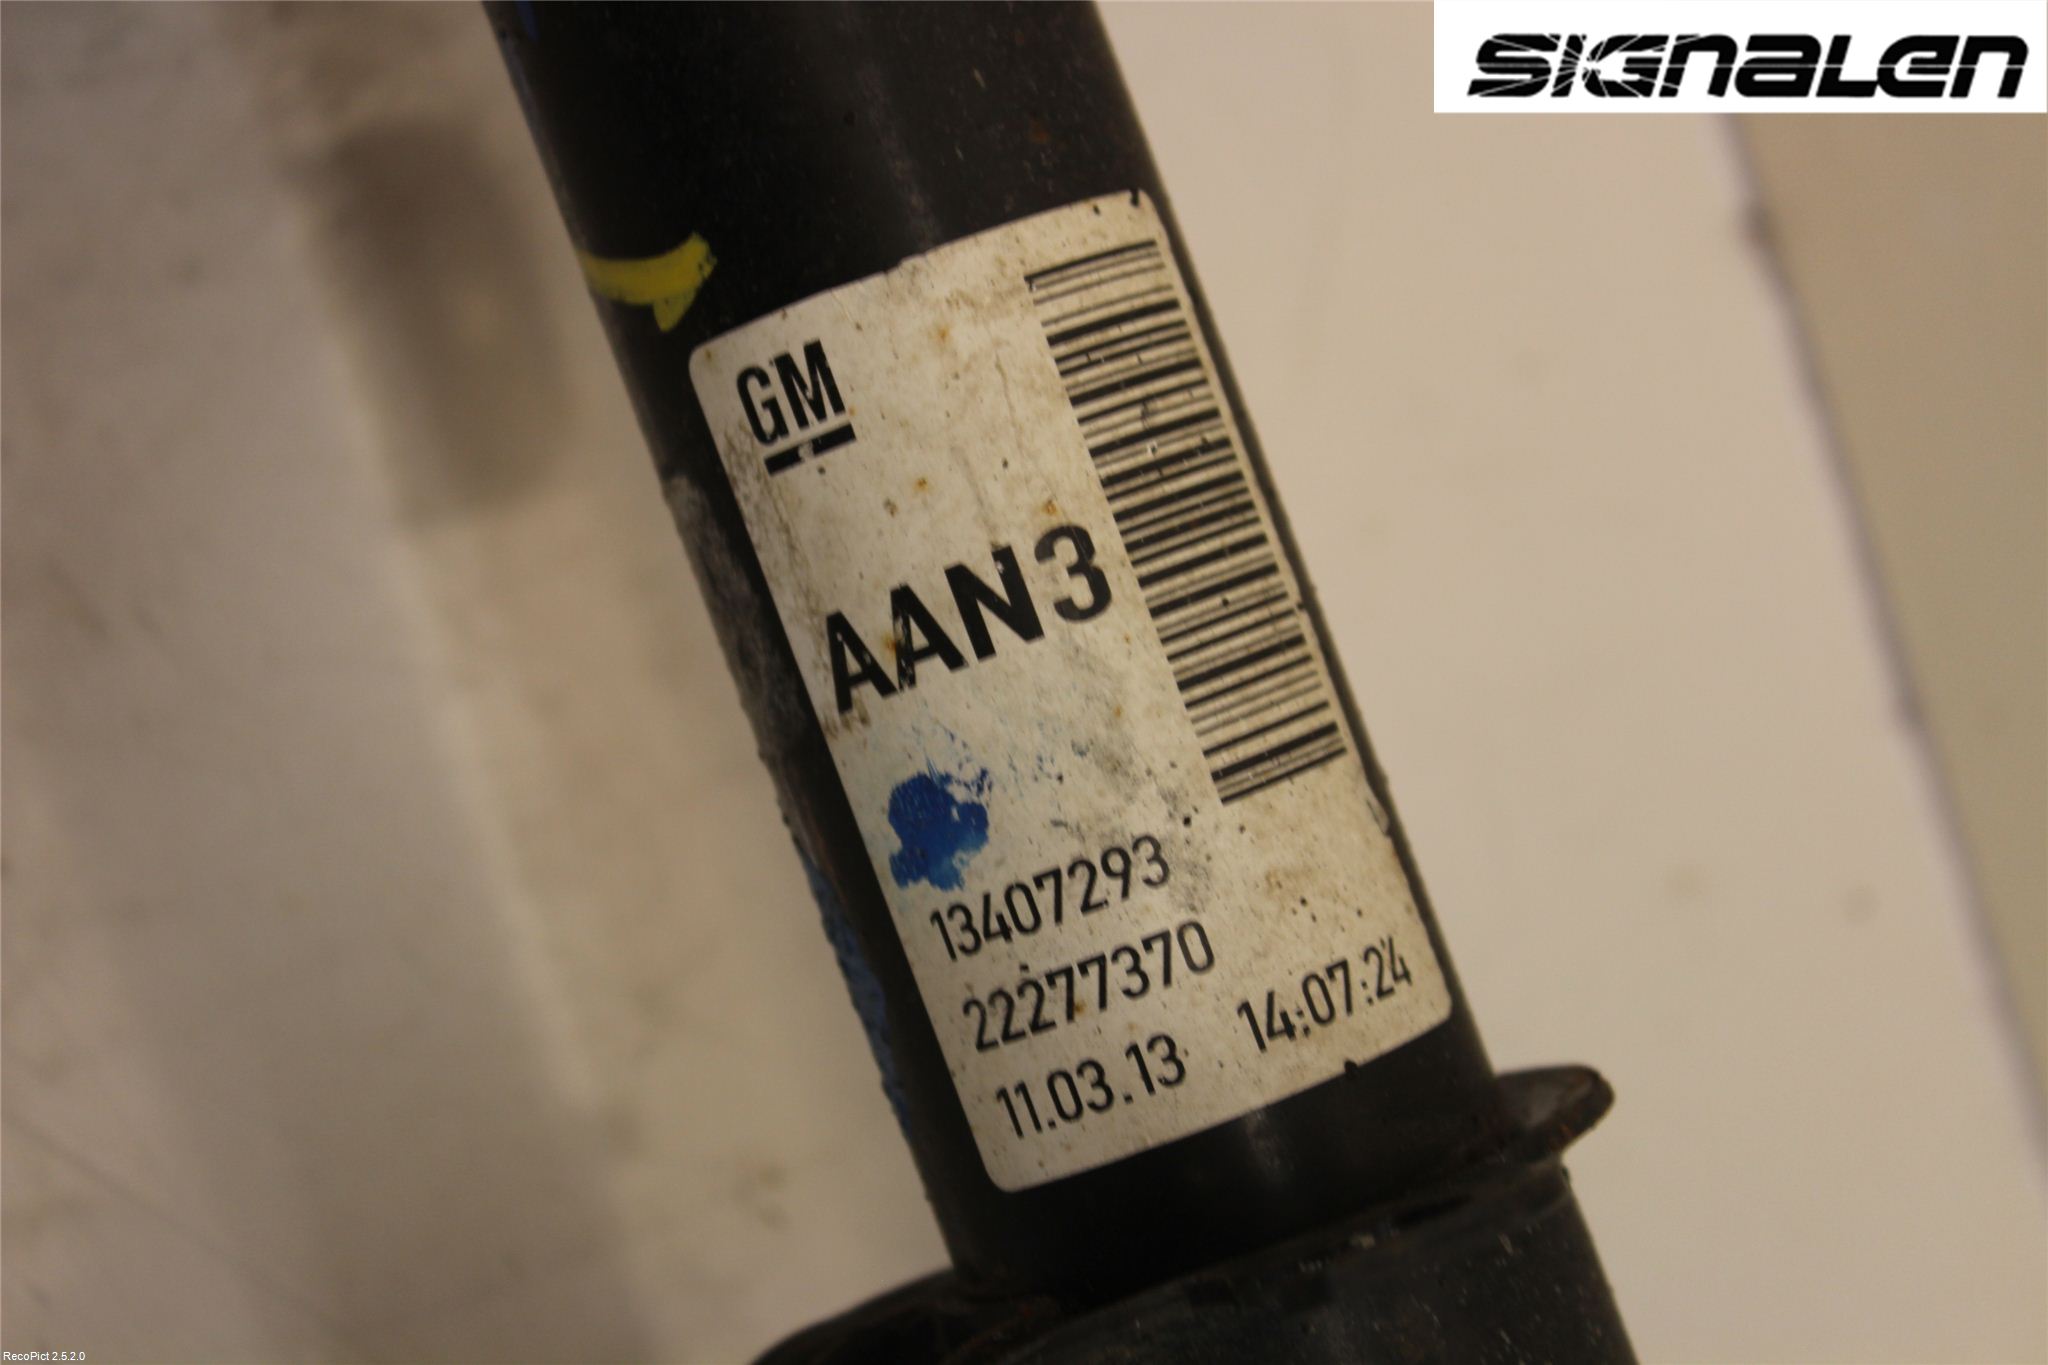 SIGNALEN
GM
AAN3
13407293
22277370
11.03.13 14:07:24
RecoPict 2.5.2.0